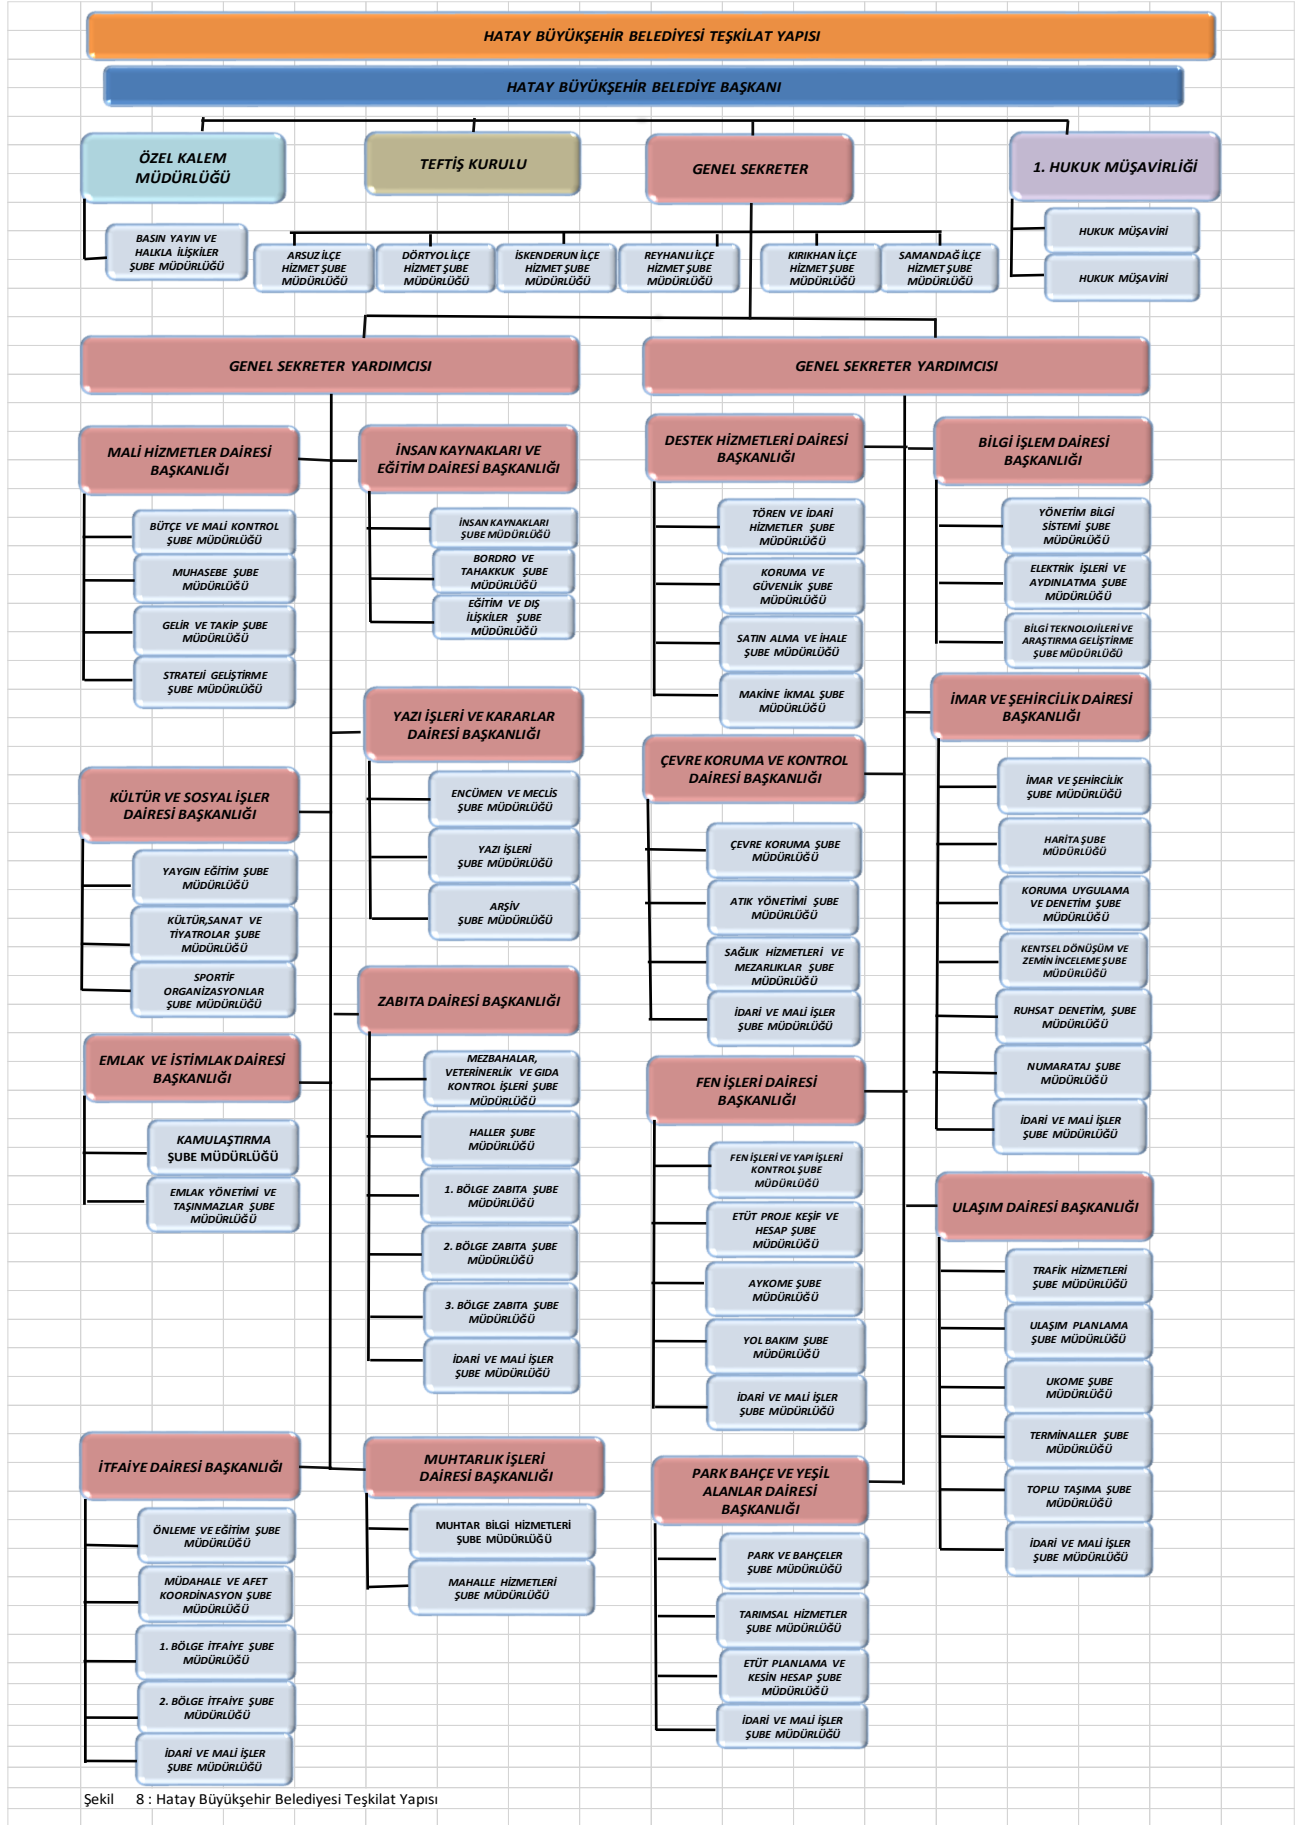 HATAY BÜYÜKŞEHİR BELEDİYESİ TEŞKİLAT YAPISI
HATAY BÜYÜKŞEHİR BELEDİYE BAŞKANI
ÖZEL KALEM
MÜDÜRLÜĞÜ
TEFTİŞ KURULU
GENEL SEKRETER
1. HUKUK MÜŞAVİRLİĞİ
BASIN YAYIN VE
HALKLA İLİŞKİLER
ŞUBE MÜDÜRLÜĞÜ
ARSUZ İLÇE
HİZMET ŞUBE
MÜDÜRLÜĞÜ
DÖRTYOL İLÇE
HİZMET ŞUBE
MÜDÜRLÜĞÜ
İSKENDERUN İLÇE
HİZMET ŞUBE
MÜDÜRLÜĞÜ
REYHANLI İLÇE
HİZMET ŞUBE
MÜDÜRLÜĞÜ
KIRIKHAN İLÇE
HİZMET ŞUBE
MÜDÜRLÜĞÜ
SAMANDAĞ İLÇE
HİZMET ŞUBE
MÜDÜRLÜĞÜ
HUKUK MÜŞAVİRİ
HUKUK MÜŞAVİRİ
GENEL SEKRETER YARDIMCISI
GENEL SEKRETER YARDIMCISI
MALİ HİZMETLER DAİRESİ
BAŞKANLIĞI
BÜTÇE VE MALİ KONTROL
ŞUBE MÜDÜRLÜĞÜ
MUHASEBE ŞUBE
MÜDÜRLÜĞÜ
GELİR VE TAKİP ŞUBE
MÜDÜRLÜĞÜ
STRATEJİ GELİŞTİRME
ŞUBE MÜDÜRLÜĞÜ
İNSAN KAYNAKLARI VE
EĞİTİM DAİRESİ BAŞKANLIĞI
İNSAN KAYNAKLARI
ŞUBE MÜDÜRLÜĞÜ
BORDRO VE
TAHAKKUK ŞUBE
MÜDÜRLÜĞÜ
EĞİTİM VE DIŞ
İLİŞKİLER ŞUBE
MÜDÜRLÜĞÜ
KÜLTÜR VE SOSYAL İŞLER
DAİRESİ BAŞKANLIĞI
YAYGIN EĞİTİM ŞUBE
MÜDÜRLÜĞÜ
KÜLTÜR,SANAT VE
TİYATROLAR ŞUBE
MÜDÜRLÜĞÜ
SPORTİF
ORGANİZASYONLAR
ŞUBE MÜDÜRLÜĞÜ
YAZI İŞLERİ VE KARARLAR
DAİRESİ BAŞKANLIĞI
ENCÜMEN VE MECLİS
ŞUBE MÜDÜRLÜĞÜ
YAZI İŞLERİ
ŞUBE MÜDÜRLÜĞÜ
ARŞİV
ŞUBE MÜDÜRLÜĞÜ
EMLAK VE İSTİMLAK DAİRESİ
BAŞKANLIĞI
KAMULAŞTIRMA
ŞUBE MÜDÜRLÜĞÜ
EMLAK YÖNETİMİ VE
TAŞINMAZLAR ŞUBE
MÜDÜRLÜĞÜ
ZABITA DAİRESİ BAŞKANLIĞI
MEZBAHALAR,
VETERİNERLİK VE GIDA
KONTROL İŞLERİ ŞUBE
MÜDÜRLÜĞÜ
HALLER ŞUBE
MÜDÜRLÜĞÜ
1. BÖLGE ZABITA ŞUBE
MÜDÜRLÜĞÜ
2. BÖLGE ZABITA ŞUBE
MÜDÜRLÜĞÜ
3. BÖLGE ZABITA ŞUBE
MÜDÜRLÜĞÜ
İDARİ VE MALİ İŞLER
ŞUBE MÜDÜRLÜĞÜ
İTFAİYE DAİRESİ BAŞKANLIĞI
ÖNLEME VE EĞİTİM ŞUBE
MÜDÜRLÜĞÜ
MÜDAHALE VE AFET
KOORDİNASYON ŞUBE
MÜDÜRLÜĞÜ
1. BÖLGE İTFAİYE ŞUBE
MÜDÜRLÜĞÜ
2. BÖLGE İTFAİYE ŞUBE
MÜDÜRLÜĞÜ
İDARİ VE MALİ İŞLER
ŞUBE MÜDÜRLÜĞÜ
MUHTARLIK İŞLERİ
DAİRESİ BAŞKANLIĞI
MUHTAR BİLGİ HİZMETLERİ
ŞUBE MÜDÜRLÜĞÜ
MAHALLE HİZMETLERİ
ŞUBE MÜDÜRLÜĞÜ
DESTEK HİZMETLERİ DAİRESİ
BAŞKANLIĞI
TÖREN VE İDARİ
HİZMETLER ŞUBE
MÜDÜRLÜĞÜ
KORUMA VE
GÜVENLİK ŞUBE
MÜDÜRLÜĞÜ
SATIN ALMA VE İHALE
ŞUBE MÜDÜRLÜĞÜ
MAKİNE İKMAL ŞUBE
MÜDÜRLÜĞÜ
BİLGİ İŞLEM DAİRESİ
BAŞKANLIĞI
YÖNETİM BİLGİ
SİSTEMİ ŞUBE
MÜDÜRLÜĞÜ
ELEKTRİK İŞLERİ VE
AYDINLATMA ŞUBE
MÜDÜRLÜĞÜ
BİLGİ TEKNOLOJİLERİ VE
ARAŞTIRMA GELİŞTİRME
ŞUBE MÜDÜRLÜĞÜ
ÇEVRE KORUMA VE KONTROL
DAİRESİ BAŞKANLIĞI
ÇEVRE KORUMA ŞUBE
MÜDÜRLÜĞÜ
ATIK YÖNETİMİ ŞUBE
MÜDÜRLÜĞÜ
SAĞLIK HİZMETLERİ VE
MEZARLIKLAR ŞUBE
MÜDÜRLÜĞÜ
İDARİ VE MALİ İŞLER
ŞUBE MÜDÜRLÜĞÜ
İMAR VE ŞEHİRCİLİK DAİRESİ
BAŞKANLIĞI
İMAR VE ŞEHİRCİLİK
ŞUBE MÜDÜRLÜĞÜ
HARİTA ŞUBE
MÜDÜRLÜĞÜ
KORUMA UYGULAMA
VE DENETİM ŞUBE
MÜDÜRLÜĞÜ
KENTSEL DÖNÜŞÜM VE
ZEMİN İNCELEME ŞUBE
MÜDÜRLÜĞÜ
RUHSAT DENETİM, ŞUBE
MÜDÜRLÜĞÜ
NUMARATAJ ŞUBE
MÜDÜRLÜĞÜ
İDARİ VE MALİ İŞLER
ŞUBE MÜDÜRLÜĞÜ
FEN İŞLERİ DAİRESİ
BAŞKANLIĞI
FEN İŞLERİ VE YAPI İŞLERİ
KONTROL ŞUBE
MÜDÜRLÜĞÜ
ETÜT PROJE KEŞİF VE
HESAP ŞUBE
MÜDÜRLÜĞÜ
AYKOME ŞUBE
MÜDÜRLÜĞÜ
YOL BAKIM ŞUBE
MÜDÜRLÜĞÜ
İDARİ VE MALİ İŞLER
ŞUBE MÜDÜRLÜĞÜ
ULAŞIM DAİRESİ BAŞKANLIĞI
TRAFİK HİZMETLERİ
ŞUBE MÜDÜRLÜĞÜ
ULAŞIM PLANLAMA
ŞUBE MÜDÜRLÜĞÜ
UKOME ŞUBE
MÜDÜRLÜĞÜ
TERMİNALLER ŞUBE
MÜDÜRLÜĞÜ
TOPLU TAŞIMA ŞUBE
MÜDÜRLÜĞÜ
İDARİ VE MALİ İŞLER
ŞUBE MÜDÜRLÜĞÜ
PARK BAHÇE VE YEŞİL
ALANLAR DAİRESİ
BAŞKANLIĞI
PARK VE BAHÇELER
ŞUBE MÜDÜRLÜĞÜ
TARIMSAL HİZMETLER
ŞUBE MÜDÜRLÜĞÜ
ETÜT PLANLAMA VE
KESİN HESAP ŞUBE
MÜDÜRLÜĞÜ
İDARİ VE MALİ İŞLER
ŞUBE MÜDÜRLÜĞÜ
Şekil 8 : Hatay Büyükşehir Belediyesi Teşkilat Yapısı